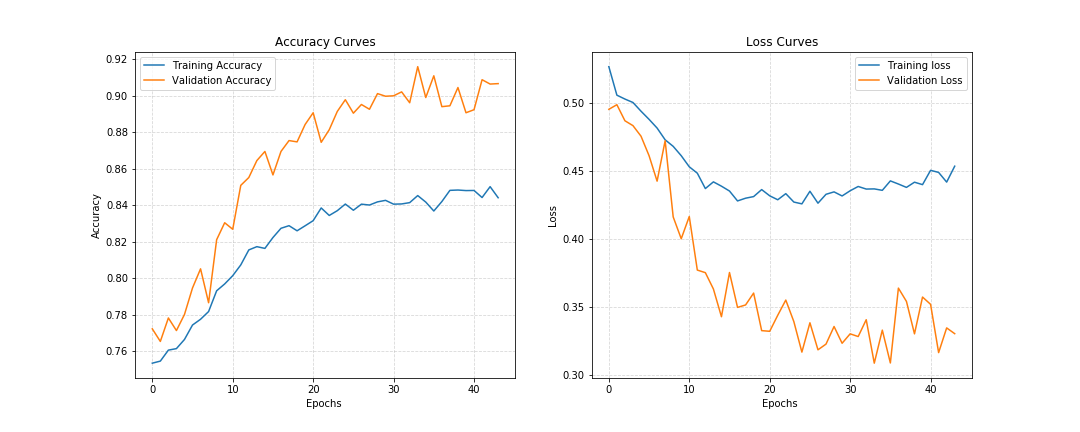 Accuracy Curves
Training Accuracy
Validation Accuracy
0.92
0.90
0.88
0.86
0.84
0.82
0.80
0.78
0.76
Accuracy
0
10
20
30
40
Epochs
Loss Curves
Training loss
Validation Loss
0.50
0.45
0.40
0.35
0.30
Loss
0
10
20
30
40
Epochs